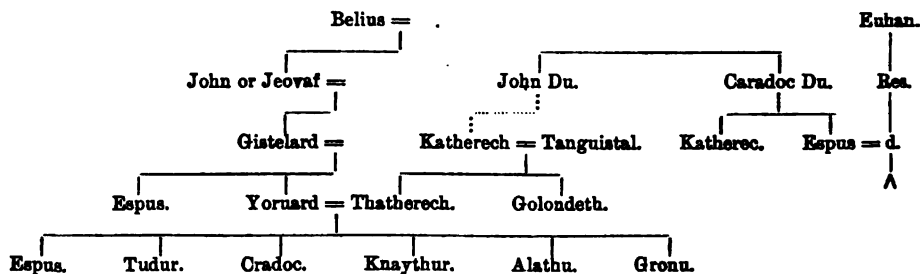 Belius = Euhan.
John or Jeovaf = John Du. Caradoc Du. Res.
Gistelard = Katherech = Tanguistal. Katherec. Espus = d.
Espus. Yoruard = Thatherech. Golondeth.
Espus. Tudur. Cradoc. Knaythur. Alathu. Gronu.